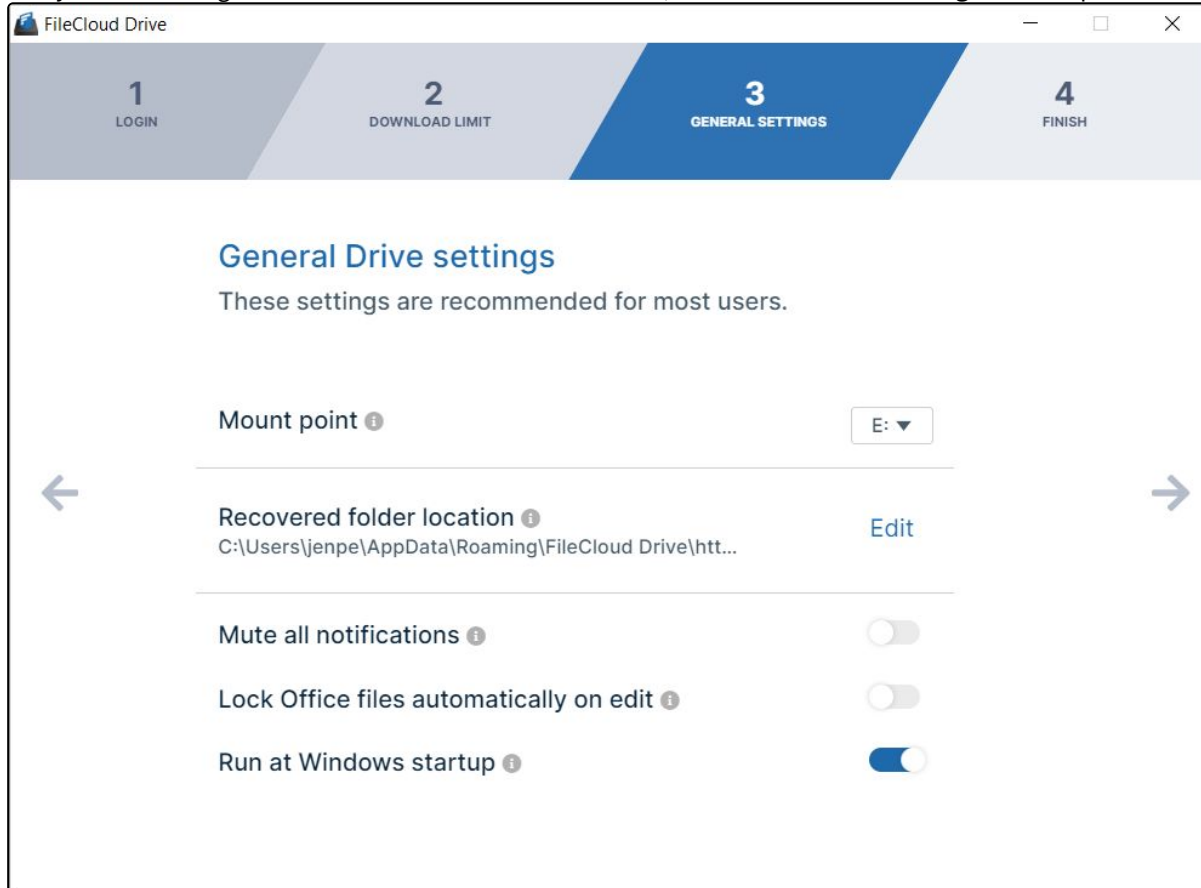 FileCloud Drive
1
LOGIN
2
DOWNLOAD LIMIT
3
GENERAL SETTINGS
4
FINISH
General Drive settings
These settings are recommended for most users.
Mount point
E:
Recovered folder location
C:\Users\jenpe\AppData\Roaming\FileCloud Drive\htt...
Edit
Mute all notifications
Lock Office files automatically on edit
Run at Windows startup